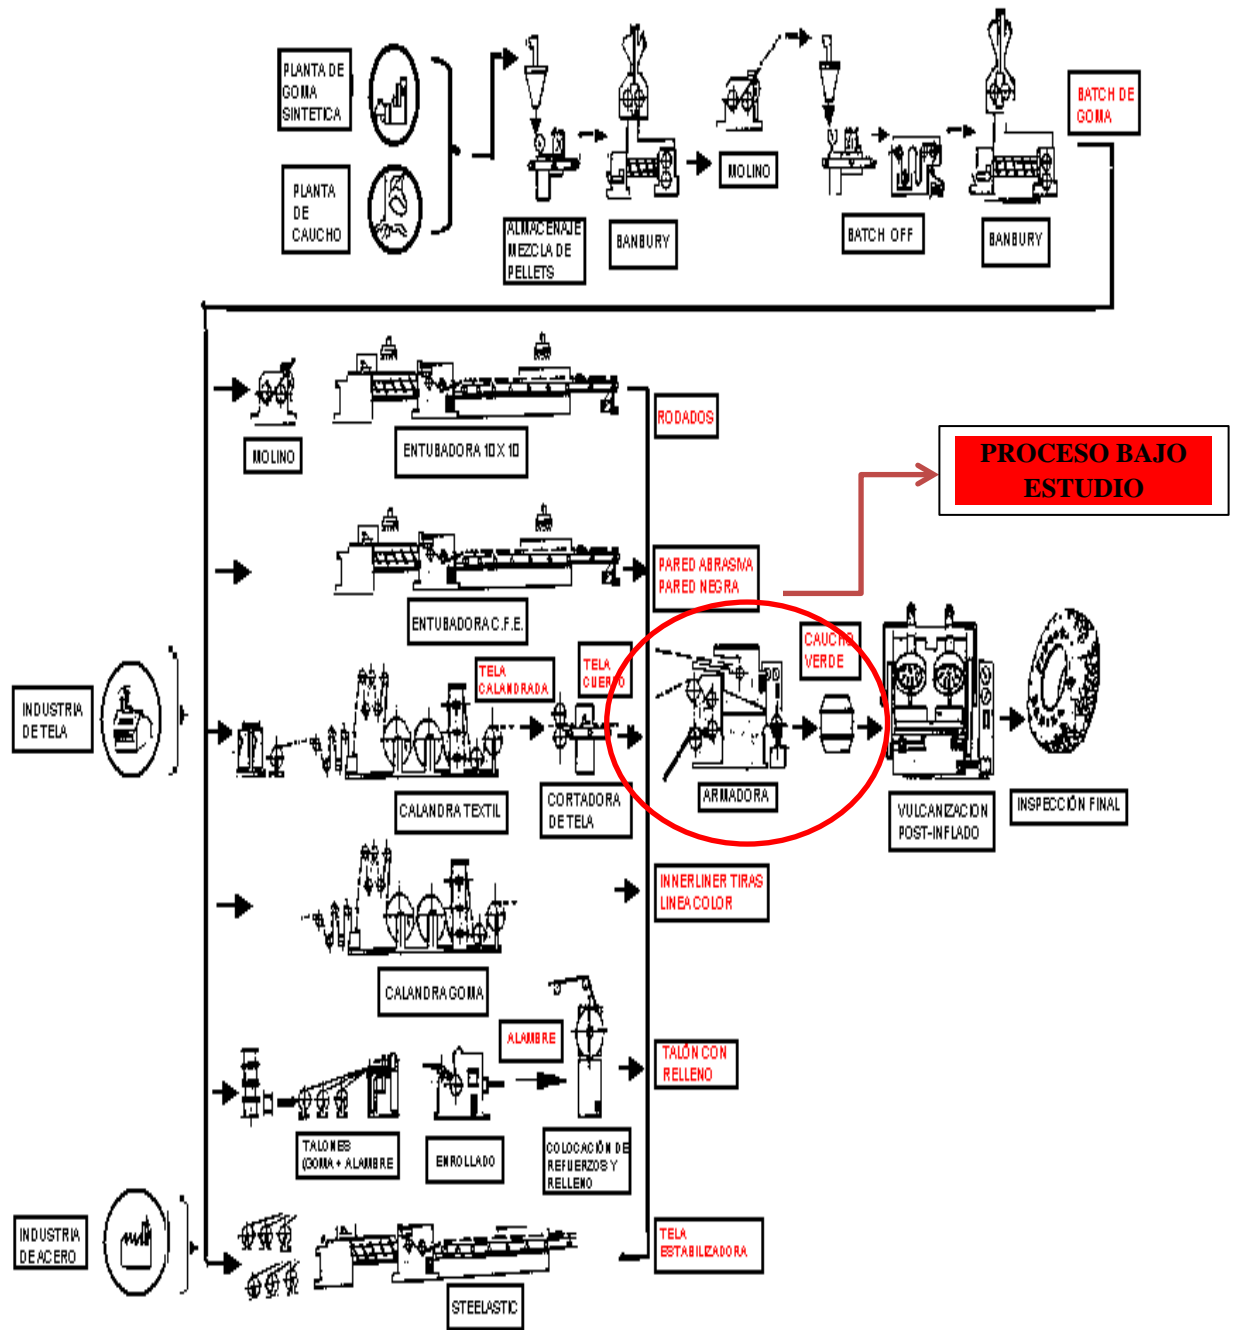 PLANTA DE
GOMA
SINTETICA
PLANTA
DE
CAUCHO
ALMACENAJE
MEZCLA DE
PELLETS
BANBURY
MOLINO
BATCH OFF
BANBURY
BATCH DE
GOMA
MOLINO
ENTUBADORA 10 X 10
RODADOS
PROCESO BAJO
ESTUDIO
ENTUBADORA C.F.E.
PARED ABRASIVA
PARED NEGRA
INDUSTRIA
DE TELA
TELA
CALANDRADA
TELA
CUERPO
CAUCHO
VERDE
CALANDRA TEXTIL
CORTADORA
DE TELA
ARMADORA
VULCANIZACION
POST-INFLADO
INSPECCIÓN FINAL
CALANDRA GOMA
INNERLINER TIRAS
LINEA COLOR
ALAMBRE
TALONES
(GOMA + ALAMBRE
ENROLLADO
COLOCACIÓN DE
REFUERZOS Y
RELLENO
TALÓN CON
RELLENO
INDUSTRIA
DE ACERO
STEELASTIC
TELA
ESTABILIZADORA